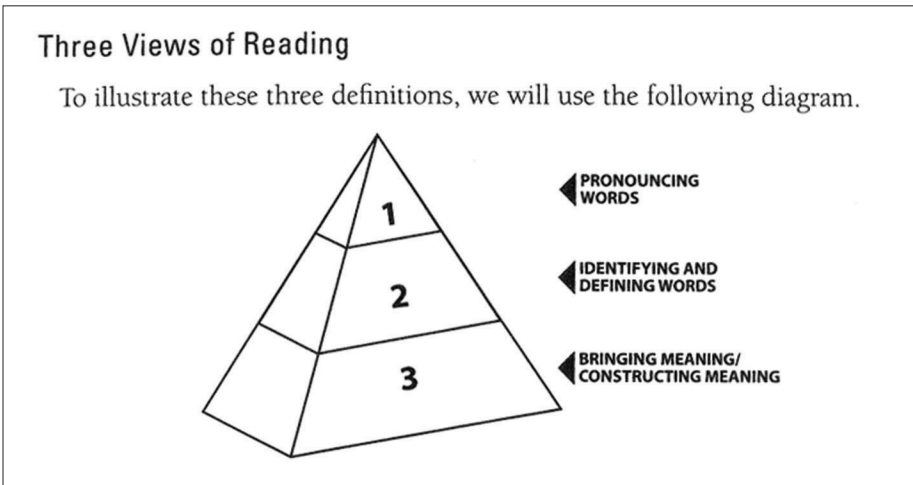 Three Views of Reading
To illustrate these three definitions, we will use the following diagram.
1
PRONOUNCING
WORDS
2
IDENTIFYING AND
DEFINING WORDS
3
BRINGING MEANING/
CONSTRUCTING MEANING